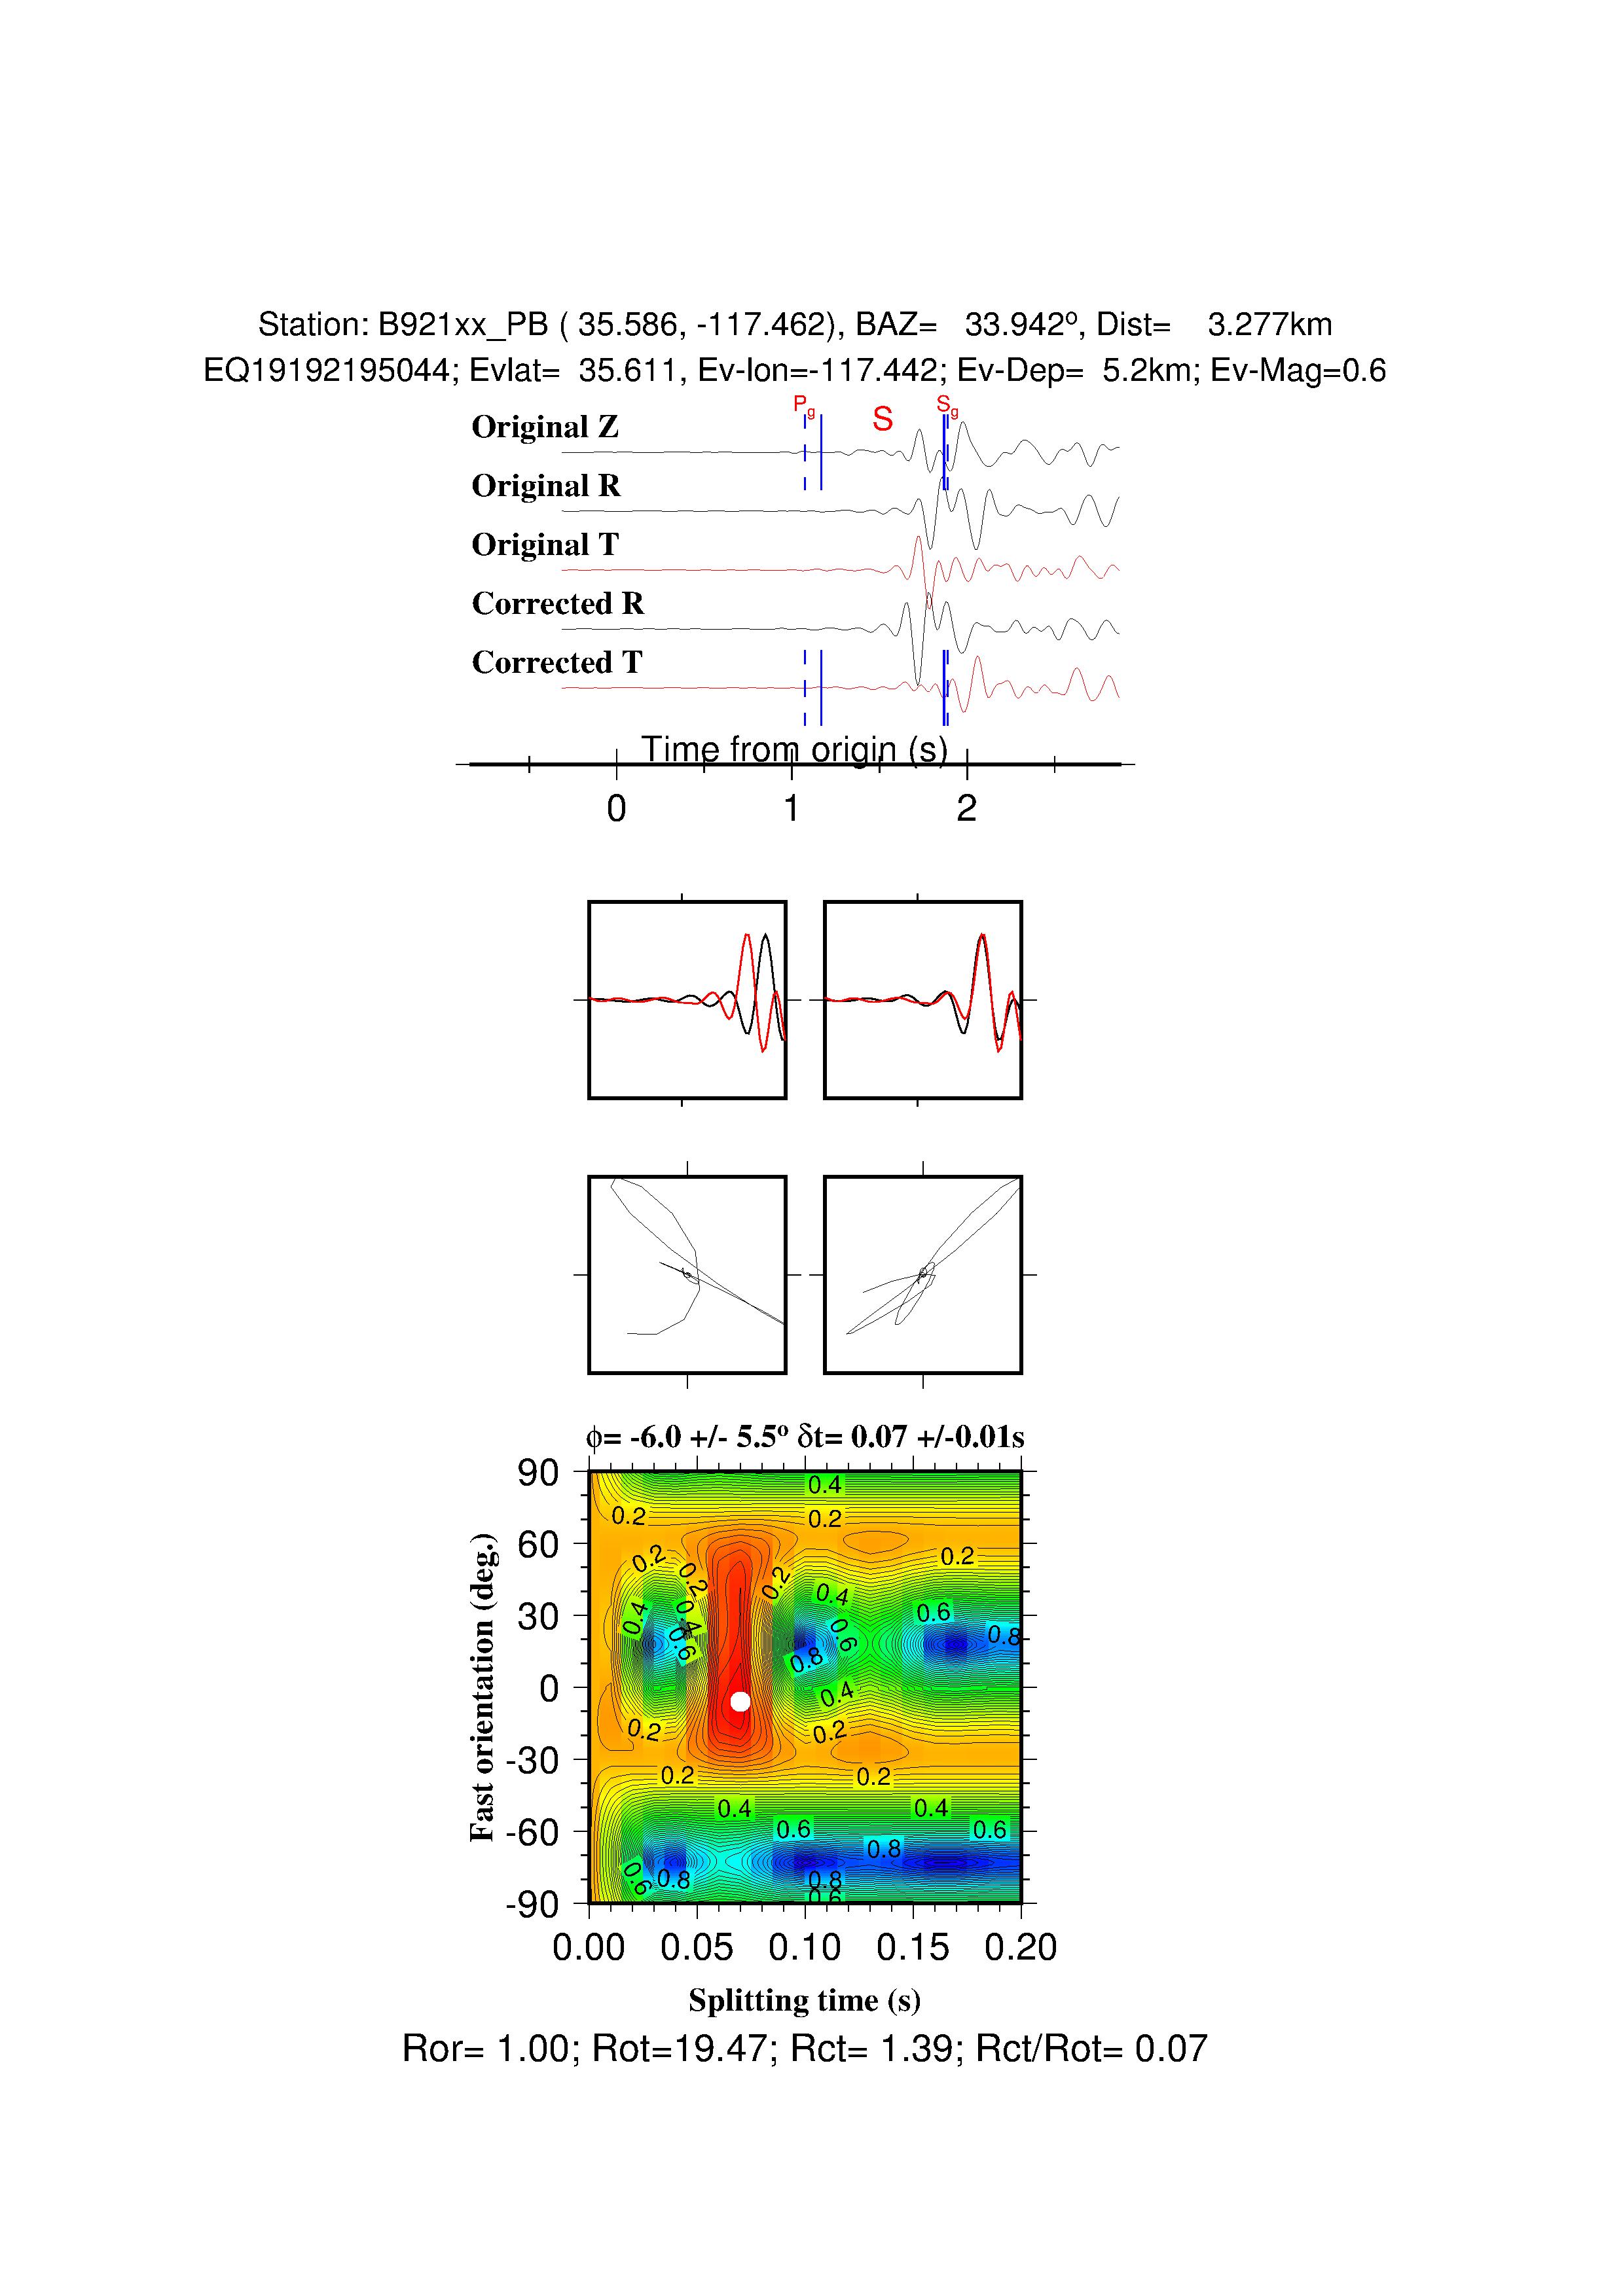 Station: B921xx_PB ( 35.586, -117.462), BAZ= 33.942º, Dist= 3.277km
EQ19192195044; Evlat= 35.611, Ev-lon=-117.442; Ev-Dep= 5.2km; Ev-Mag=0.6
Pg S Sg
Original Z
Original R
Original T
Corrected R
Corrected T
Time from origin (s)
0 1 2
ϕ= -6.0 +/- 5.5º δt= 0.07 +/-0.01s
90
60
30
0
-30
-60
-90
Fast orientation (deg.)
0.4
0.2 0.2
0.2 0.2 0.2 0.2
0.4 0.4 0.4 0.6
0.6 0.6 0.8
0.8
0.4
0.2 0.2
0.2 0.2
0.4 0.4
0.6 0.6
0.8
0.6 0.8 0.8
0.6
0.00 0.05 0.10 0.15 0.20
Splitting time (s)
Ror= 1.00; Rot=19.47; Rct= 1.39; Rct/Rot= 0.07